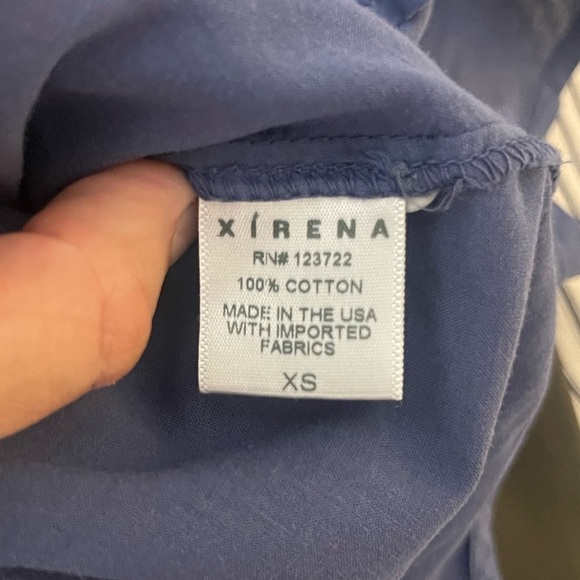 XÍRENA
RN# 123722
100% COTTON
MADE IN THE USA
WITH IMPORTED
FABRICS
XS